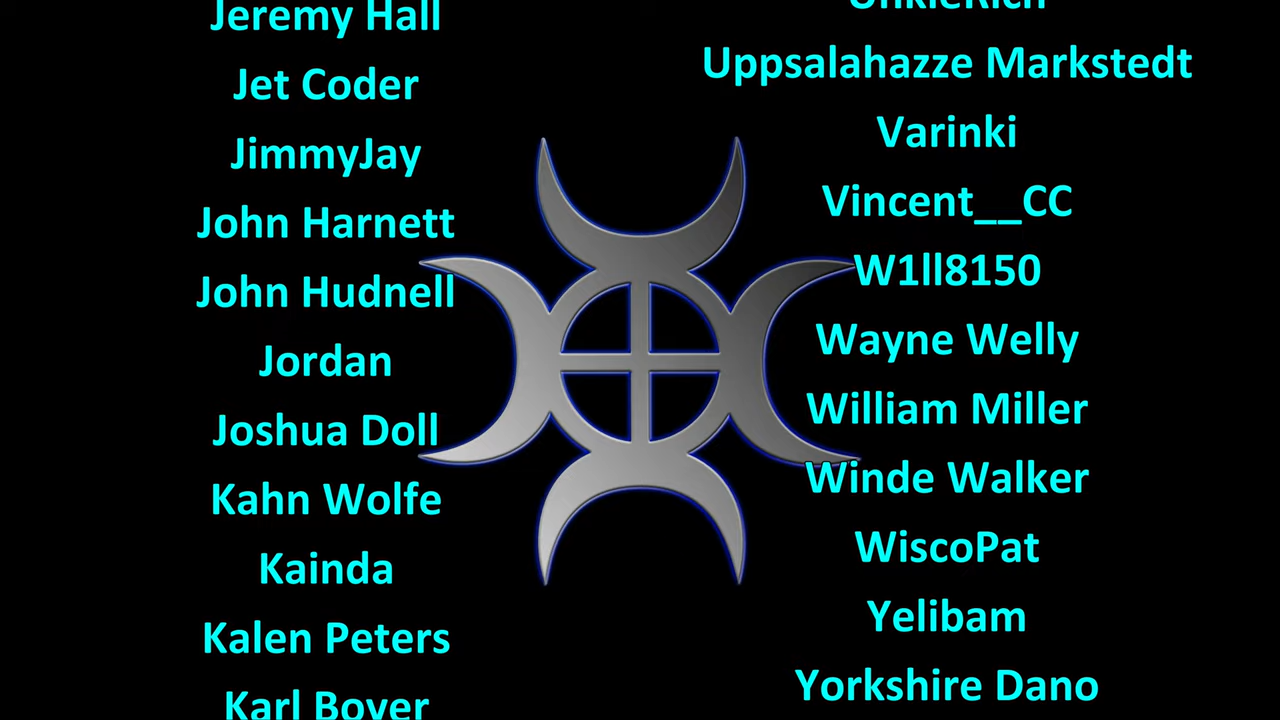 Jeremy Hall
Jet Coder
JimmyJay
John Harnett
John Hudnell
Jordan
Joshua Doll
Kahn Wolfe
Kainda
Kalen Peters
Karl Boyer
UnkleRich
Uppsalahazze Markstedt
Varinki
Vincent__CC
W1ll8150
Wayne Welly
William Miller
Winde Walker
WiscoPat
Yelibam
Yorkshire Dano